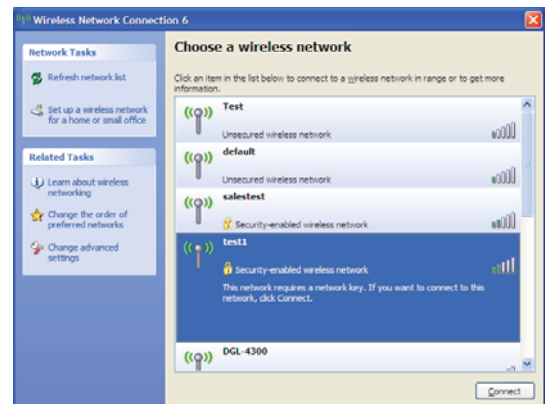 Wireless Network Connection 6
Network Tasks
Refresh network list
Set up a wireless network
for a home or small office
Related Tasks
Learn about wireless
networking
Change the order of
preferred networks
Change advanced
settings
Choose a wireless network
Click an item in the list below to connect to a wireless network in range or to get more
information.
Test
Unsecured wireless network
default
Unsecured wireless network
salestest
Security-enabled wireless network
test1
Security-enabled wireless network
This network requires a network key. If you want to connect to this
network, click Connect.
DGL-4300
Connect